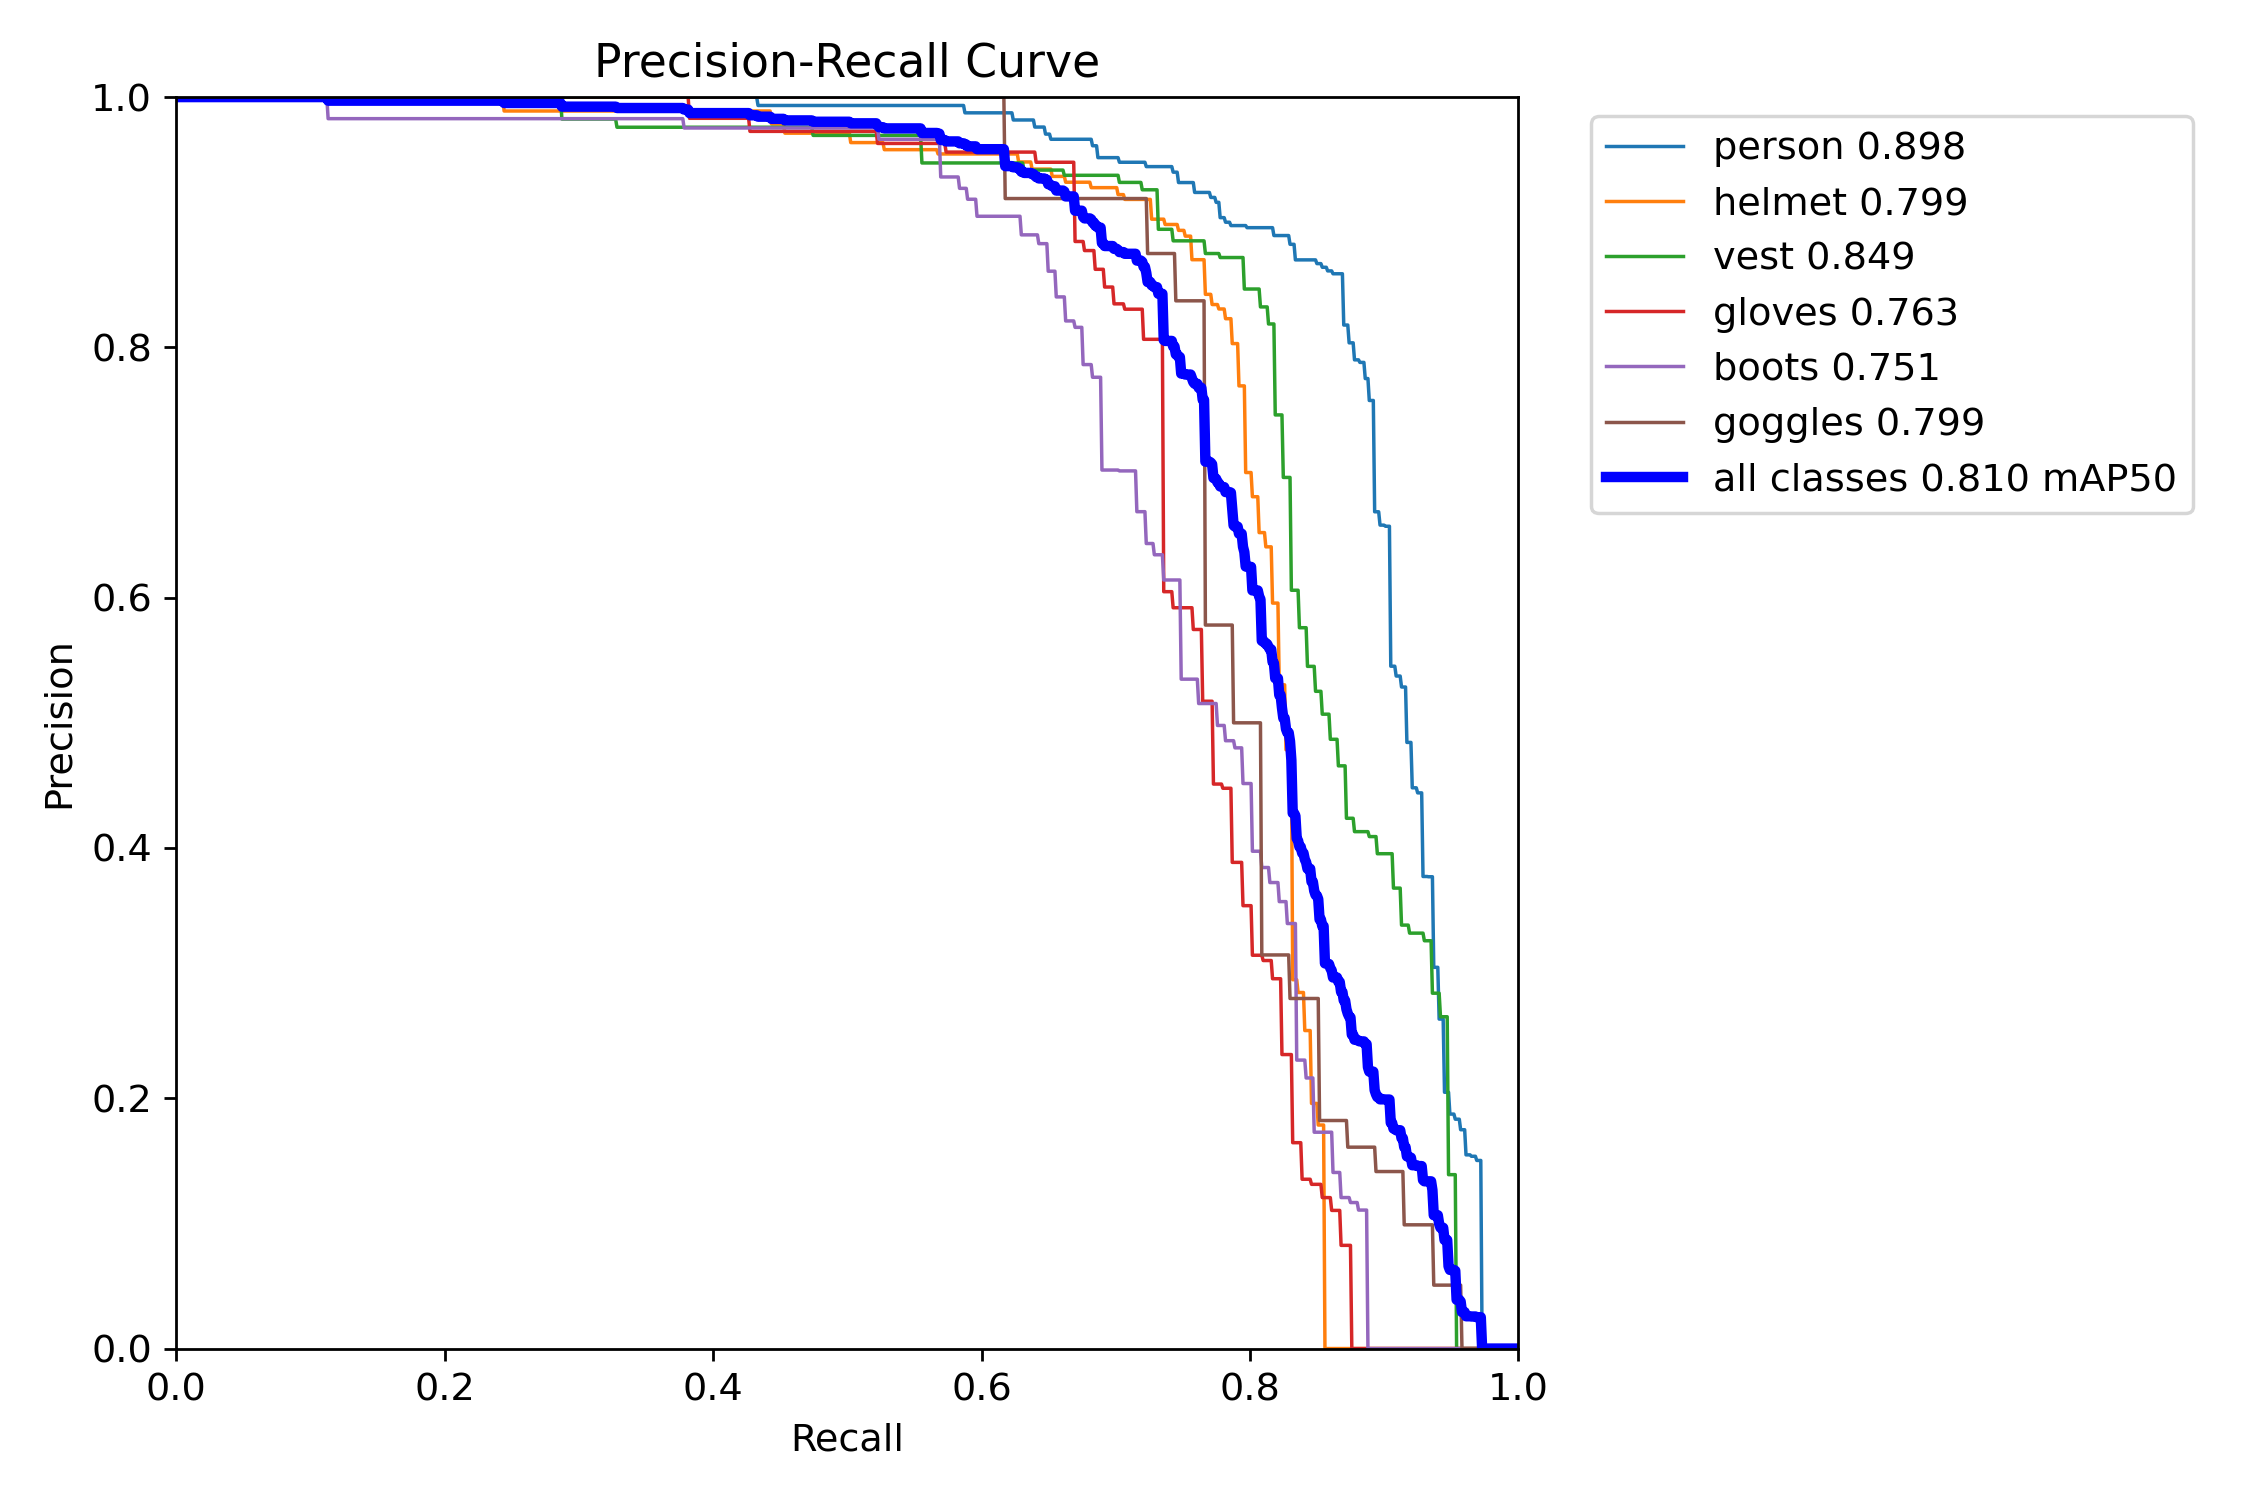 Precision-Recall Curve
1.0
0.8
0.6
0.4
0.2
0.0
Precision
0.0 0.2 0.4 0.6 0.8 1.0
Recall
person 0.898
helmet 0.799
vest 0.849
gloves 0.763
boots 0.751
goggles 0.799
all classes 0.810 mAP50